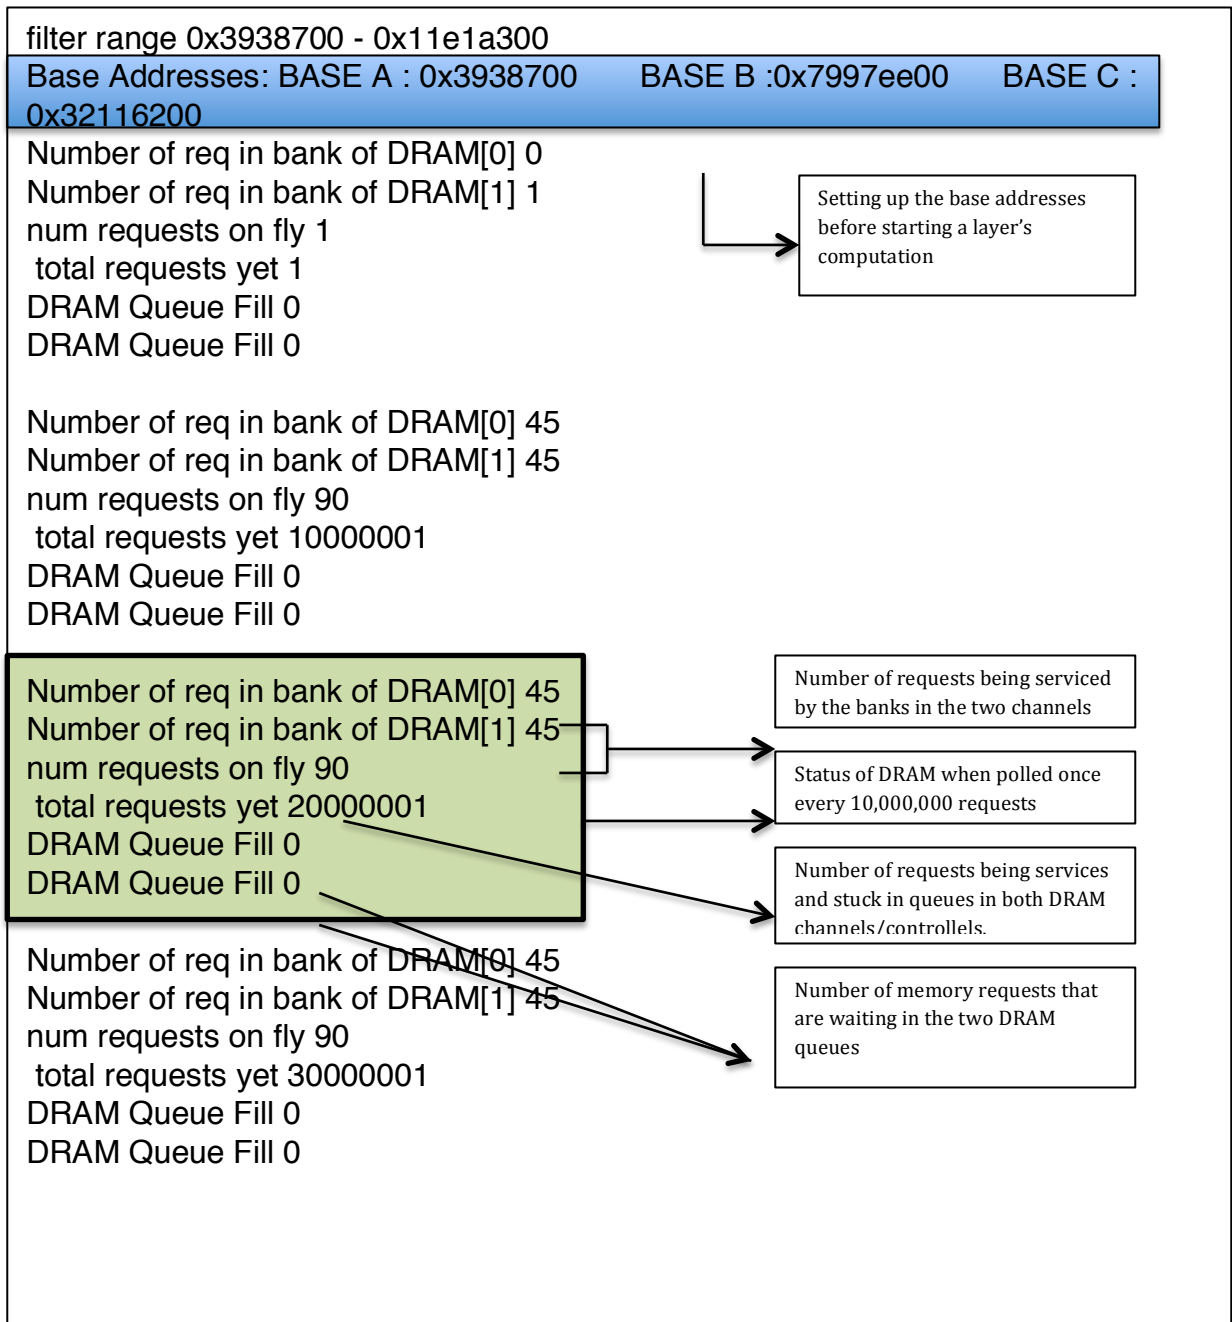 filter range 0x3938700 - 0x11e1a300
Base Addresses: BASE A : 0x3938700 BASE B :0x7997ee00 BASE C :
0x32116200
Number of req in bank of DRAM[0] 0
Number of req in bank of DRAM[1] 1
num requests on fly 1
total requests yet 1
DRAM Queue Fill 0
DRAM Queue Fill 0
Setting up the base addresses
before starting a layer’s
computation
Number of req in bank of DRAM[0] 45
Number of req in bank of DRAM[1] 45
num requests on fly 90
total requests yet 10000001
DRAM Queue Fill 0
DRAM Queue Fill 0
Number of req in bank of DRAM[0] 45
Number of req in bank of DRAM[1] 45
num requests on fly 90
total requests yet 20000001
DRAM Queue Fill 0
DRAM Queue Fill 0
Number of requests being serviced
by the banks in the two channels
Status of DRAM when polled once
every 10,000,000 requests
Number of requests being services
and stuck in queues in both DRAM
channels/controllels.
Number of memory requests that
are waiting in the two DRAM
queues
Number of req in bank of DRAM[0] 45
Number of req in bank of DRAM[1] 45
num requests on fly 90
total requests yet 30000001
DRAM Queue Fill 0
DRAM Queue Fill 0